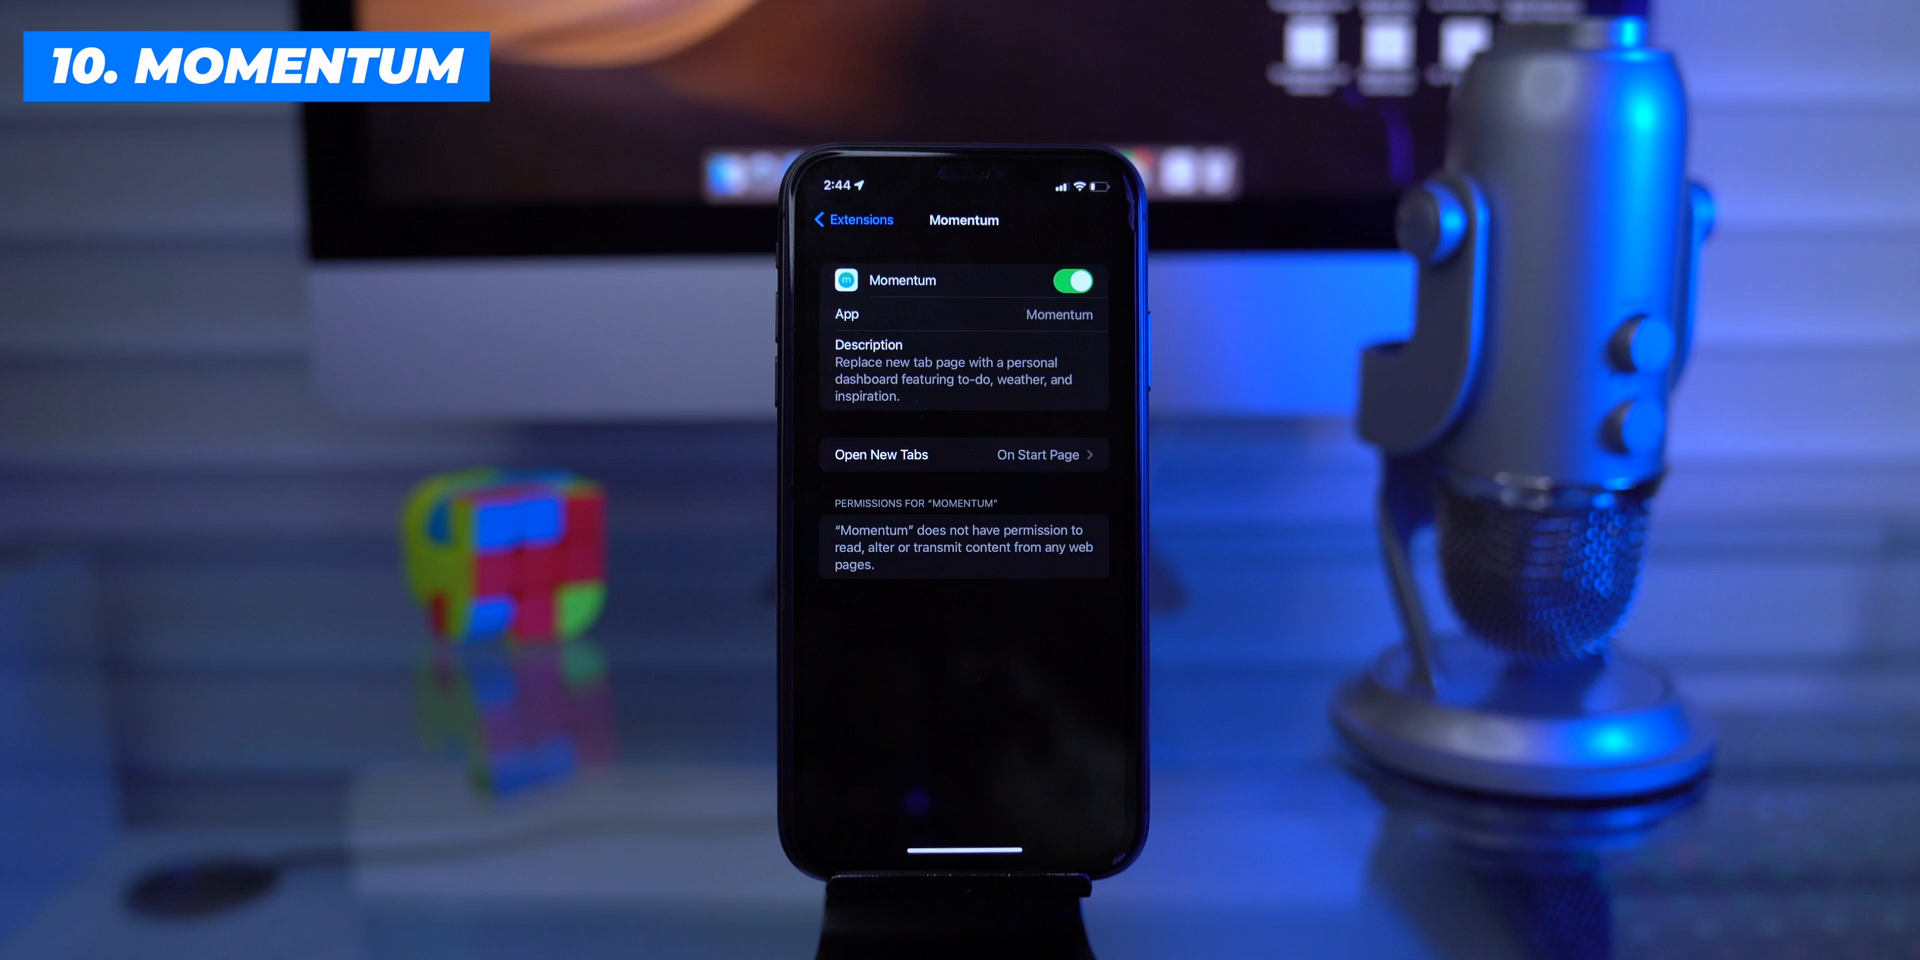 10. MOMENTUM
2:44
Extensions
Momentum
m
Momentum
App
Momentum
Description
Replace new tab page with a personal
dashboard featuring to-do, weather, and
inspiration.
Open New Tabs
On Start Page
PERMISSIONS FOR “MOMENTUM”
“Momentum” does not have permission to
read, alter or transmit content from any web
pages.